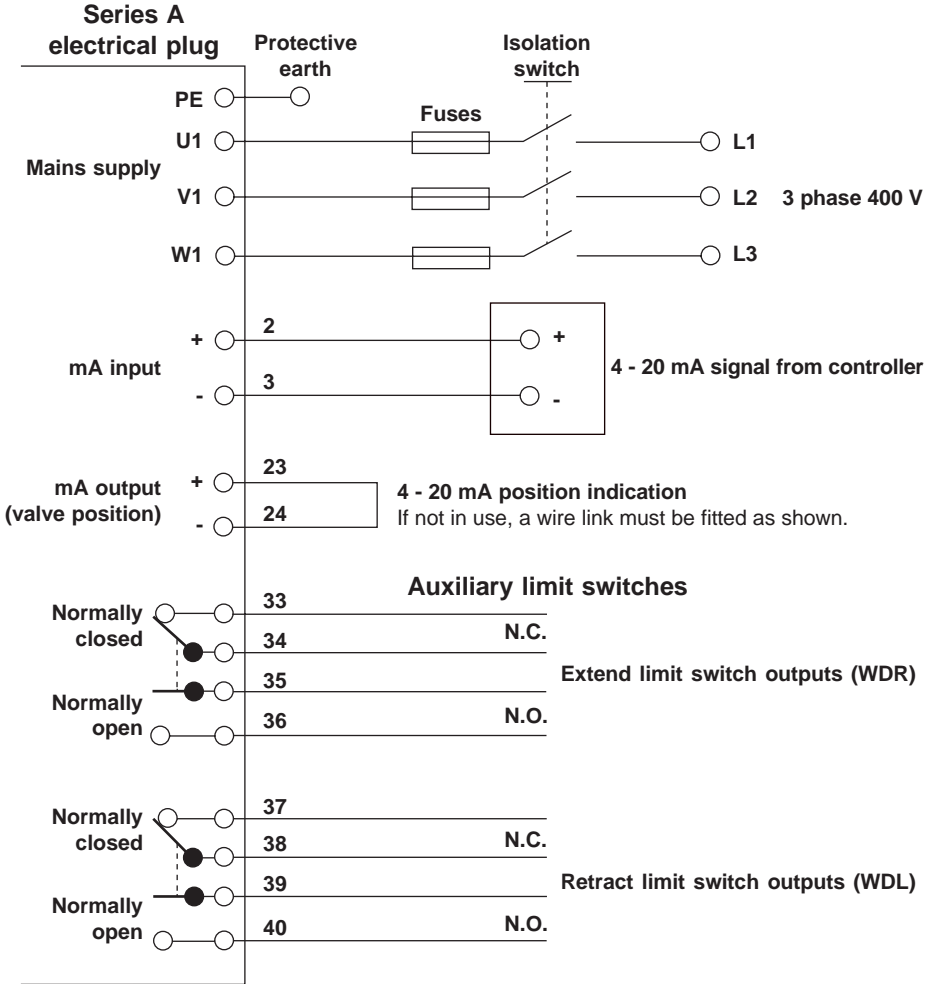 Series A
electrical plug
Protective
earth
Isolation
switch
PE
Fuses
U1
L1
Mains supply
V1
L2 3 phase 400 V
W1
L3
+ 2 +
mA input
4 - 20 mA signal from controller
- 3 -
+ 23
mA output
(valve position)
4 - 20 mA position indication
- 24
If not in use, a wire link must be fitted as shown.
Auxiliary limit switches
Normally
closed
33
N.C.
34
Extend limit switch outputs (WDR)
35
Normally
open
N.O.
36
Normally
closed
37
N.C.
38
Retract limit switch outputs (WDL)
39
Normally
open
N.O.
40